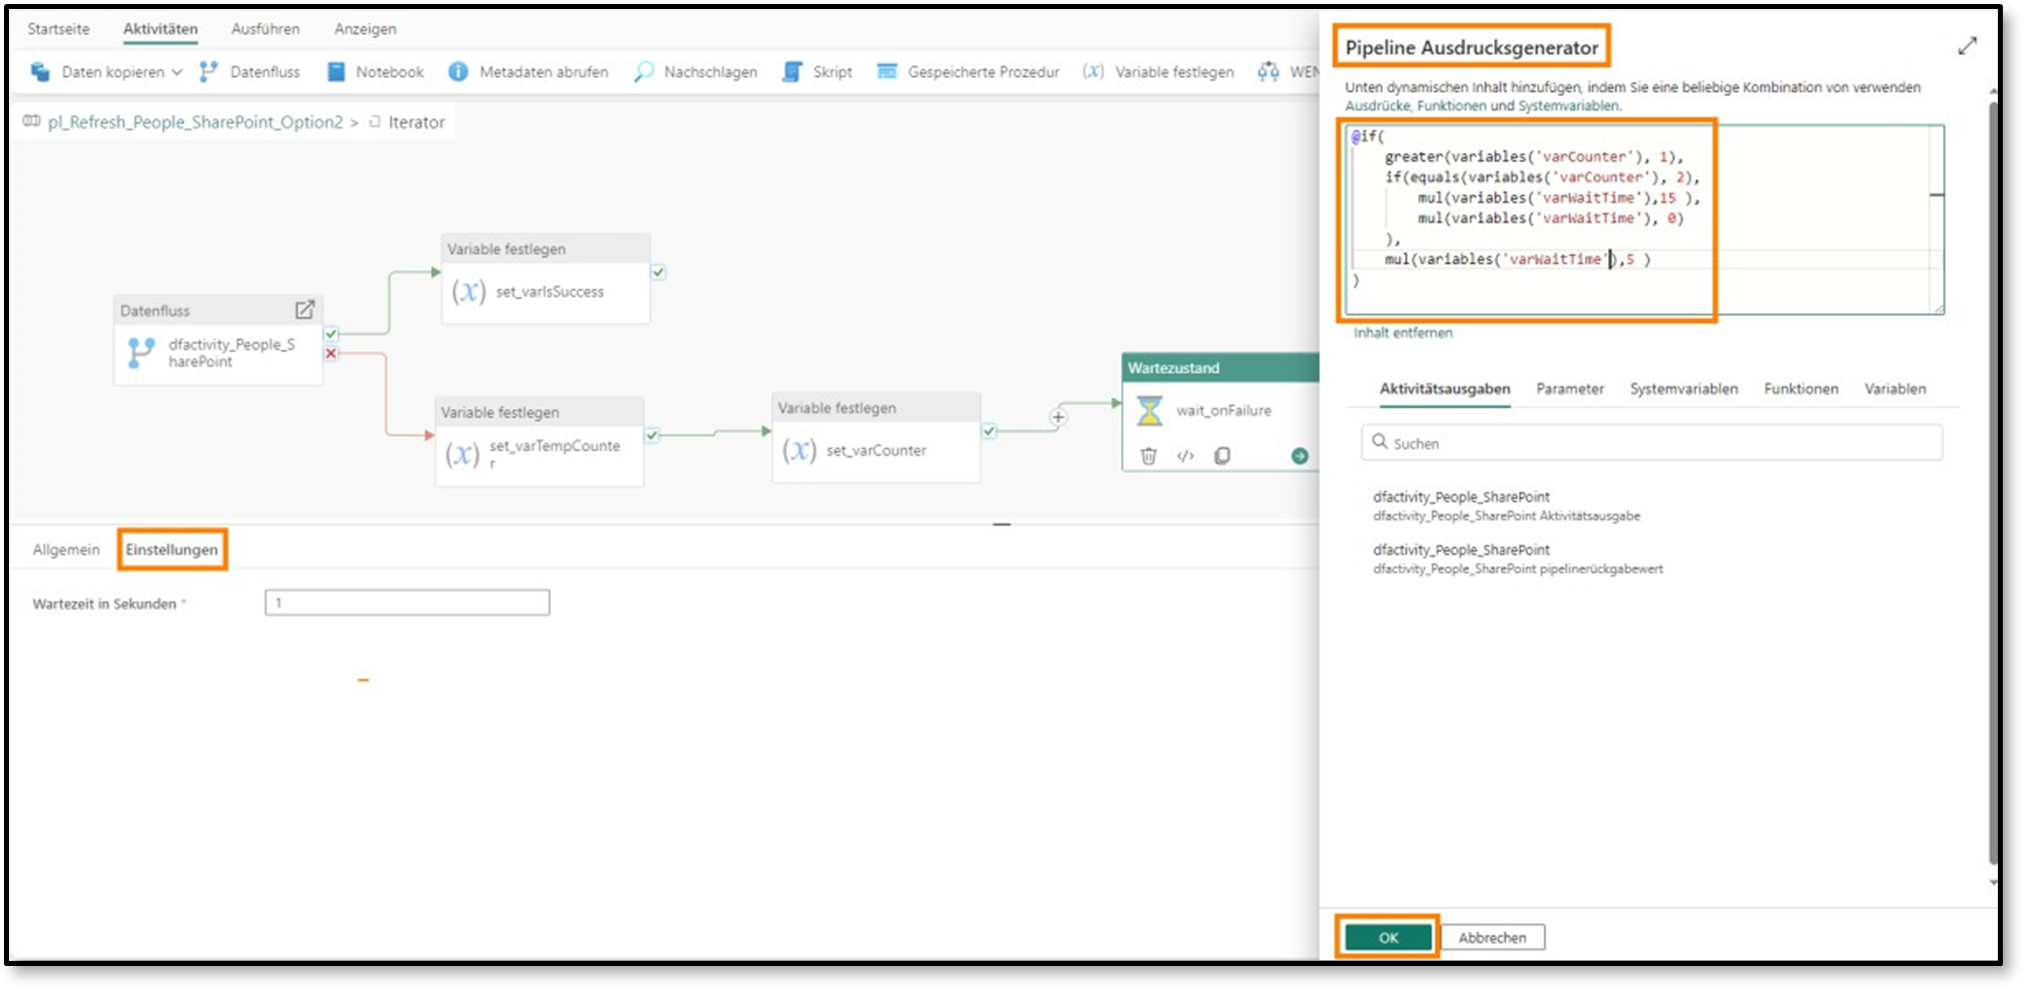 Startseite Aktivitäten Ausführen Anzeigen
Daten kopieren Datenfluss Notebook Metadaten abrufen Nachschlagen Skript Gespeicherte Prozedur (x) Variable festlegen WEN
pl_Refresh_People_SharePoint_Option2 > Iterator
Variable festlegen
(x) set_varIsSuccess
Datenfluss
dfactivity_People_S
harePoint
Variable festlegen
(x) set_varTempCounte
r
Variable festlegen
(x) set_varCounter
Wartezustand
wait_onFailure
Allgemein Einstellungen
Wartezeit in Sekunden * 1
Pipeline Ausdrucksgenerator
Unten dynamischen Inhalt hinzufügen, indem Sie eine beliebige Kombination von verwenden
Ausdrücke, Funktionen und Systemvariablen.
@if(
greater(variables('varCounter'), 1),
if(equals(variables('varCounter'), 2),
mul(variables('varWaitTime'),15 ),
mul(variables('varWaitTime'), 0)
),
mul(variables('varWaitTime'),5 )
)
Inhalt entfernen
Aktivitätsausgaben Parameter Systemvariablen Funktionen Variablen
Suchen
dfactivity_People_SharePoint
dfactivity_People_SharePoint Aktivitätsausgabe
dfactivity_People_SharePoint
dfactivity_People_SharePoint pipelinerückgabewert
OK Abbrechen